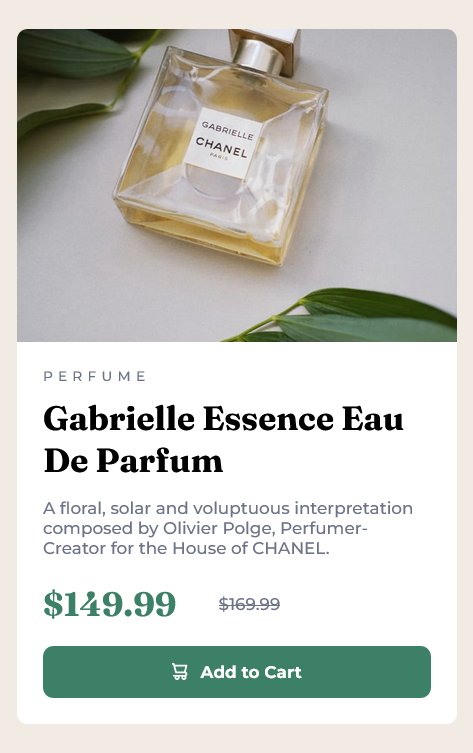 GABRIELLE
CHANEL
PARIS
PERFUME
Gabrielle Essence Eau
De Parfum
A floral, solar and voluptuous interpretation
composed by Olivier Polge, Perfumer-
Creator for the House of CHANEL.
$149.99 $169.99
Add to Cart